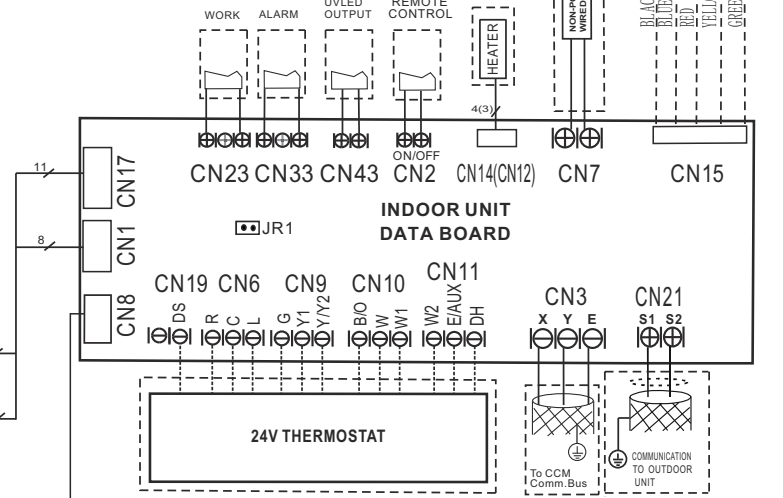 WORK
ALARM
UVLED
OUTPUT
REMOTE
CONTROL
HEATER
WIRED
BLAC
BLUE
RED
YELL
GREE
4(3)
11
8
ON/OFF
CN23
CN33
CN43
CN2
CN14(CN12)
CN7
CN15
CN17
CN1
CN8
JR1
INDOOR UNIT
DATA BOARD
CN19
CN6
CN9
CN10
CN11
CN3
CN21
DS
R
C
L
G
Y1
Y/Y2
B/O
W
W1
W2
E/AUX
DH
X Y E
S1 S2
24V THERMOSTAT
To CCM
Comm.Bus
COMMUNICATION
TO OUTDOOR
UNIT